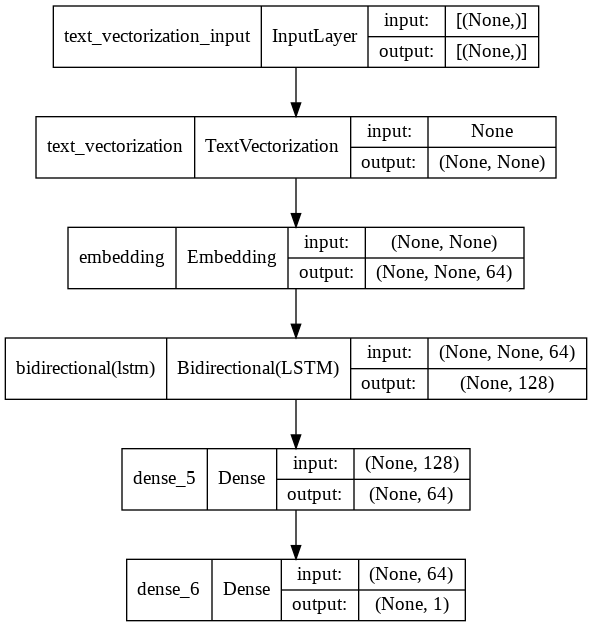 text_vectorization_input InputLayer input: [(None,)]
output: [(None,)]
text_vectorization TextVectorization input: None
output: (None, None)
embedding Embedding input: (None, None)
output: (None, None, 64)
bidirectional(lstm) Bidirectional(LSTM) input: (None, None, 64)
output: (None, 128)
dense_5 Dense input: (None, 128)
output: (None, 64)
dense_6 Dense input: (None, 64)
output: (None, 1)